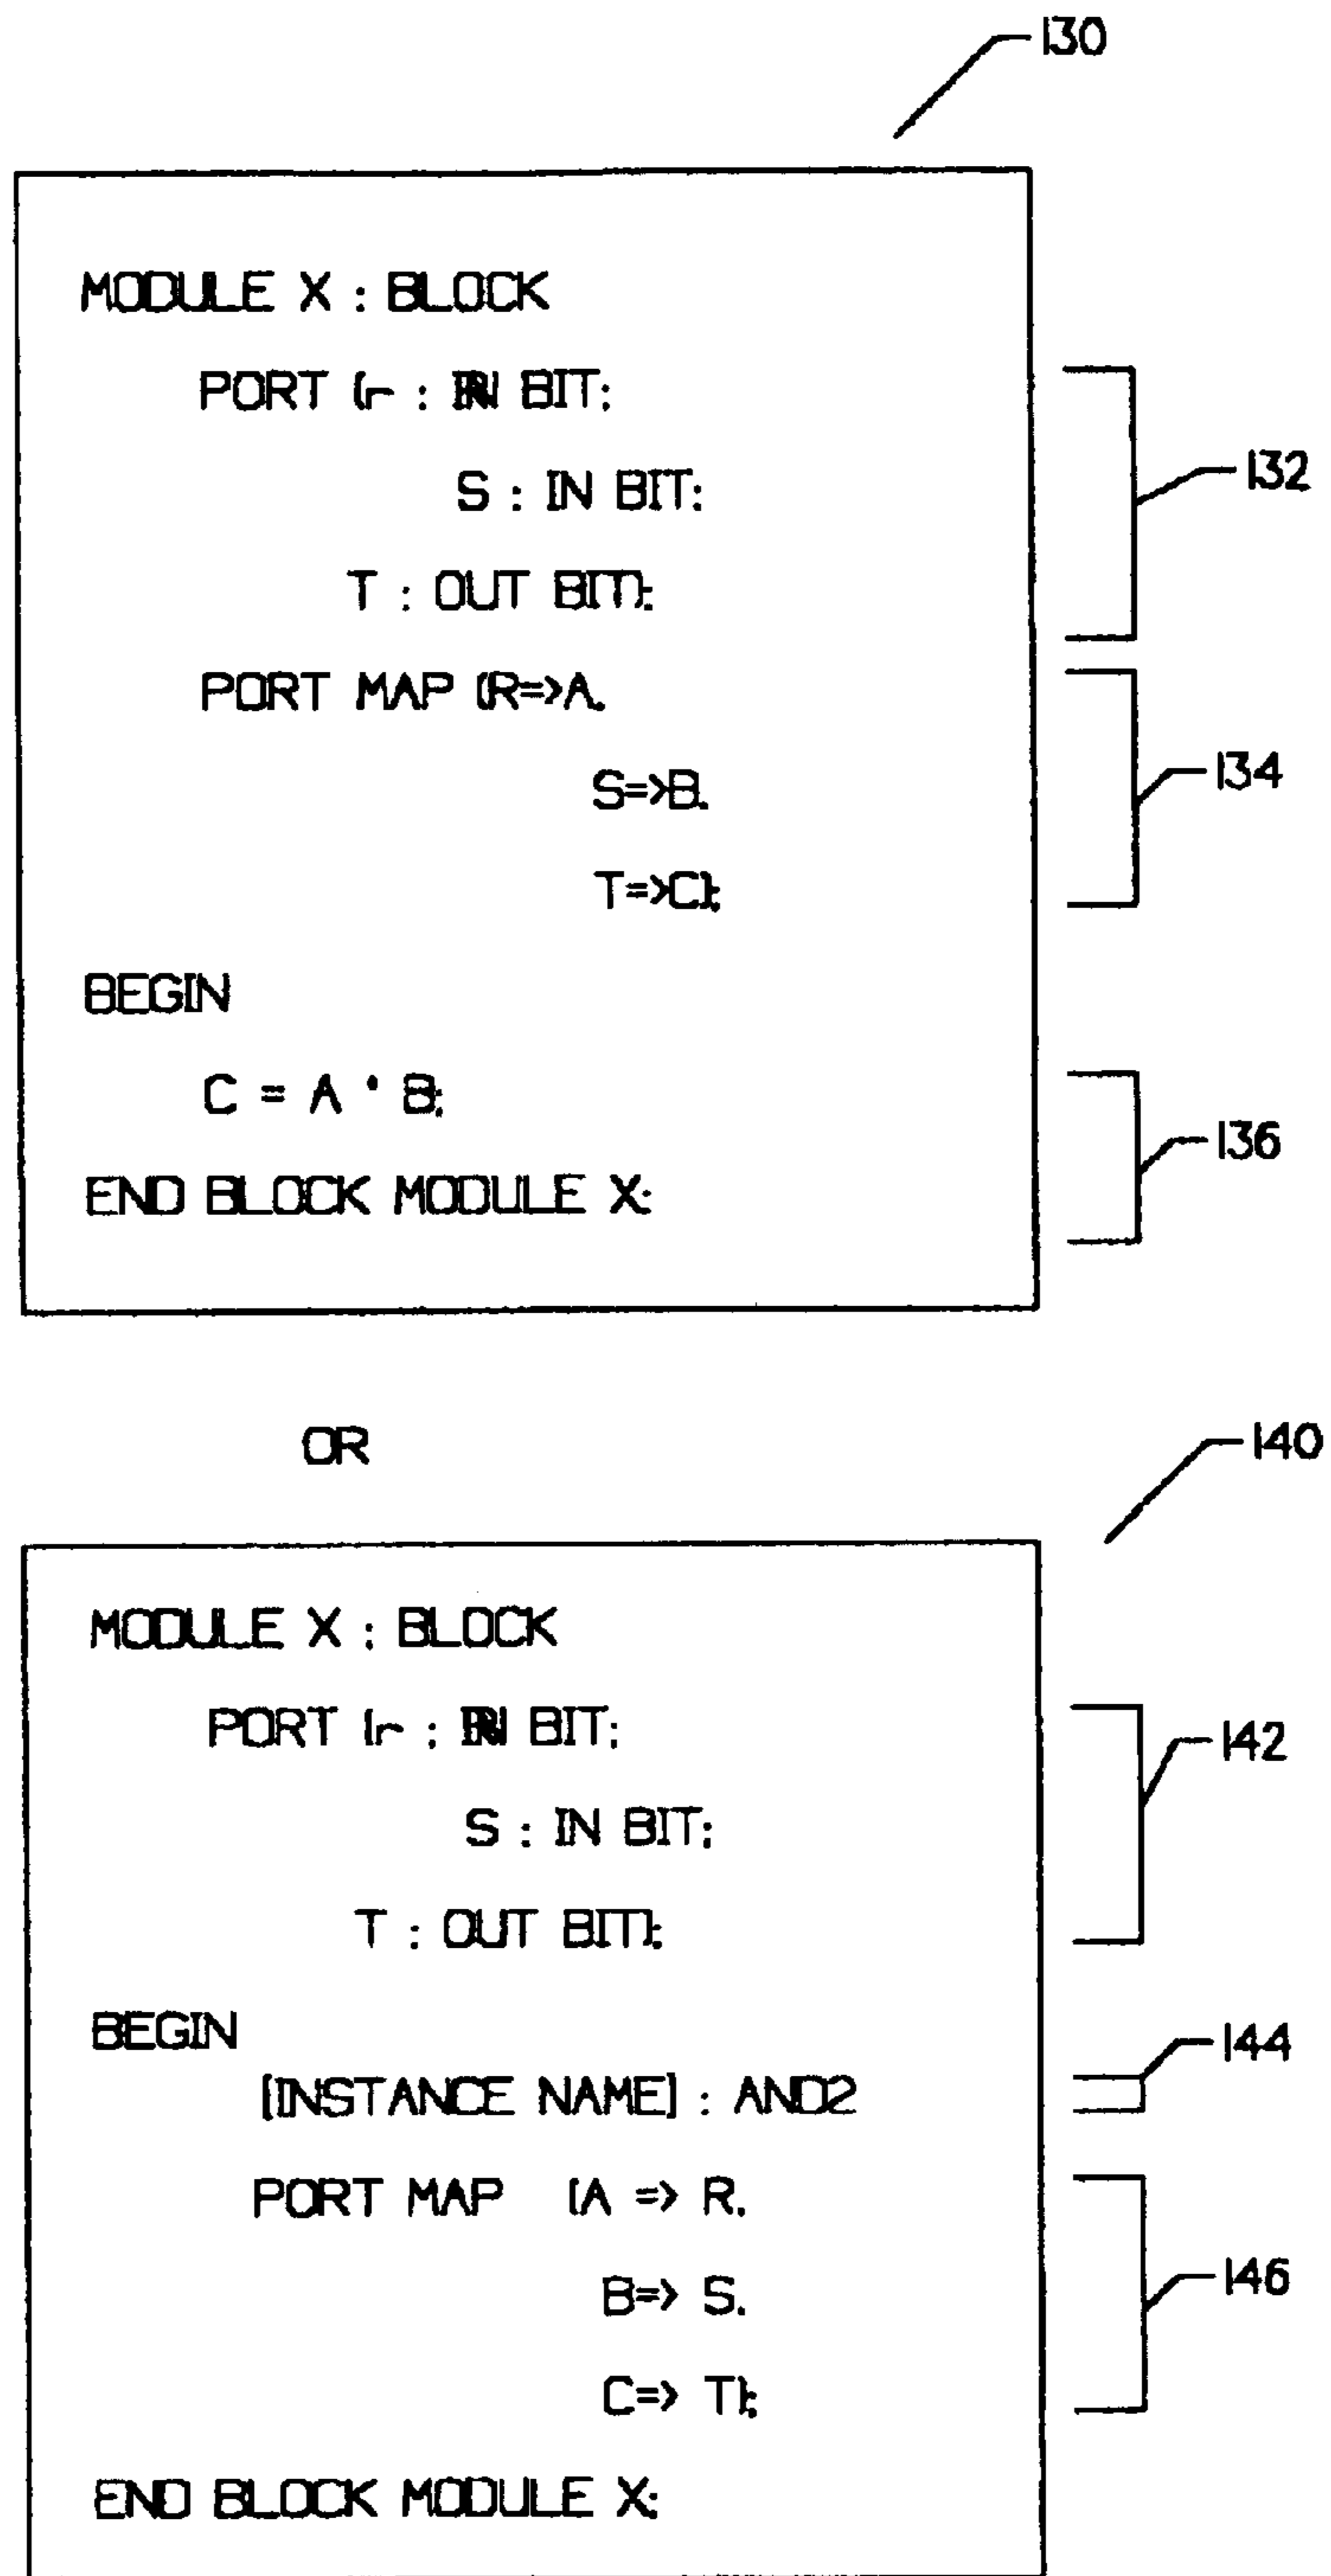 130
MODULE X : BLOCK
PORT (r : IN BIT;
S : IN BIT;
T : OUT BIT);
132
PORT MAP (R=>A,
S=>B,
T=>C);
134
BEGIN
C = A * B;
END BLOCK MODULE X;
136
OR
140
MODULE X : BLOCK
PORT (r : IN BIT;
S : IN BIT;
T : OUT BIT);
142
BEGIN
[INSTANCE NAME] : AND2
144
PORT MAP (A => R,
B=> S,
C=> T);
146
END BLOCK MODULE X;